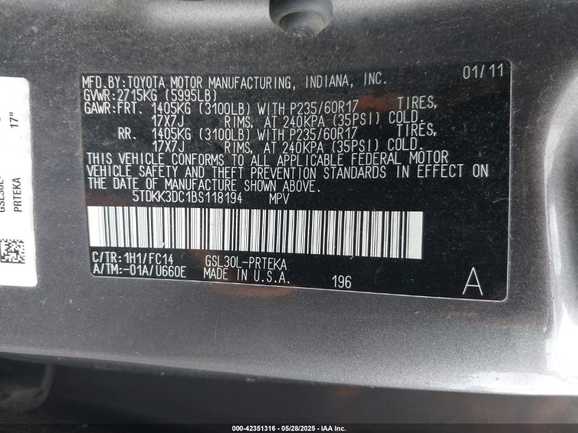 MFD.BY:TOYOTA MOTOR MANUFACTURING, INDIANA, INC. 01/11
GVWR:2715KG (5995LB)
GAWR:FRT. 1405KG (3100LB) WITH P235/60R17 TIRES,
17X7J RIMS, AT 240KPA (35PSI) COLD.
RR. 1405KG (3100LB) WITH P235/60R17 TIRES,
17X7J RIMS, AT 240KPA (35PSI) COLD.
THIS VEHICLE CONFORMS TO ALL APPLICABLE FEDERAL MOTOR
VEHICLE SAFETY AND THEFT PREVENTION STANDARDS IN EFFECT ON
THE DATE OF MANUFACTURE SHOWN ABOVE.
5TDKK3DC1BS118194 MPV
C/TR:1H1/FC14 GSL30L-PRTEKA
A/TM:-01A/U660E MADE IN U.S.A. 196
A
17"
GSL30L-
PRTEKA
000-42351316 - 05/28/2025 - IAAI.COM